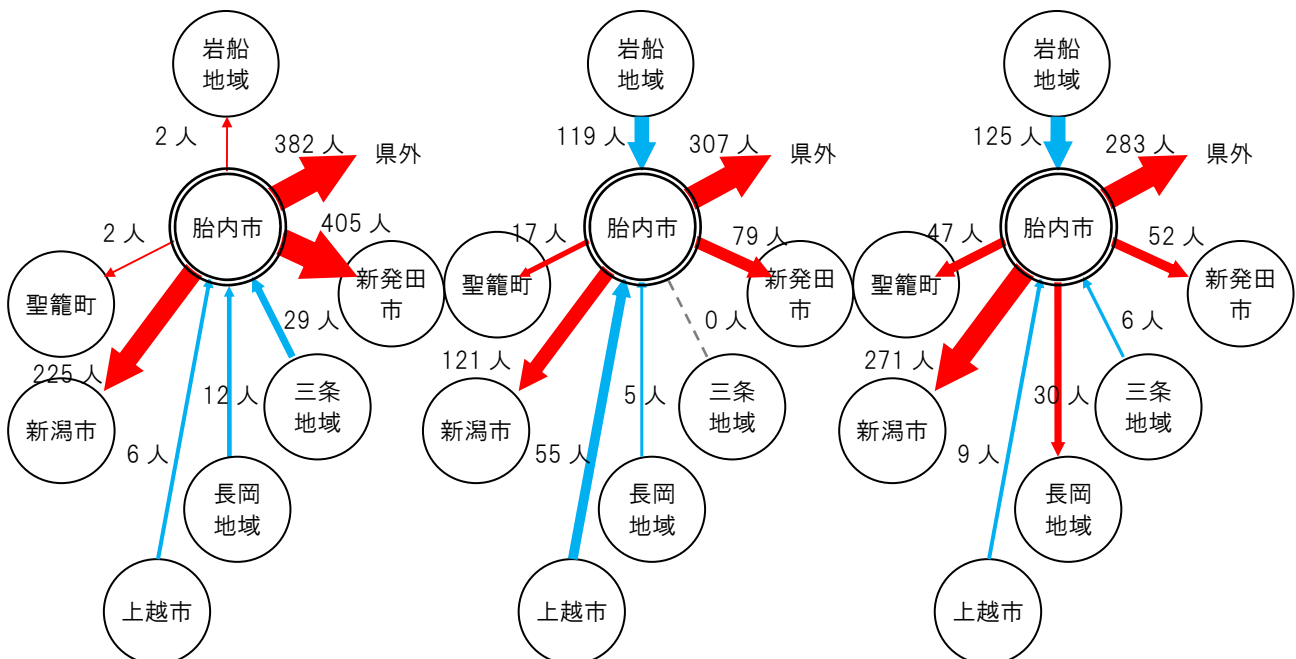 岩船
地域
2 人
382 人
県外
胎内市
405 人
2 人
新発田
市
聖籠町
29 人
225 人
12 人
三条
地域
新潟市
6 人
長岡
地域
上越市
岩船
地域
119 人
307 人
県外
胎内市
17 人
79 人
新発田
市
聖籠町
0 人
121 人
5 人
三条
地域
新潟市
55 人
長岡
地域
上越市
岩船
地域
125 人
283 人
県外
胎内市
47 人
52 人
新発田
市
聖籠町
6 人
271 人
30 人
三条
地域
新潟市
9 人
長岡
地域
上越市